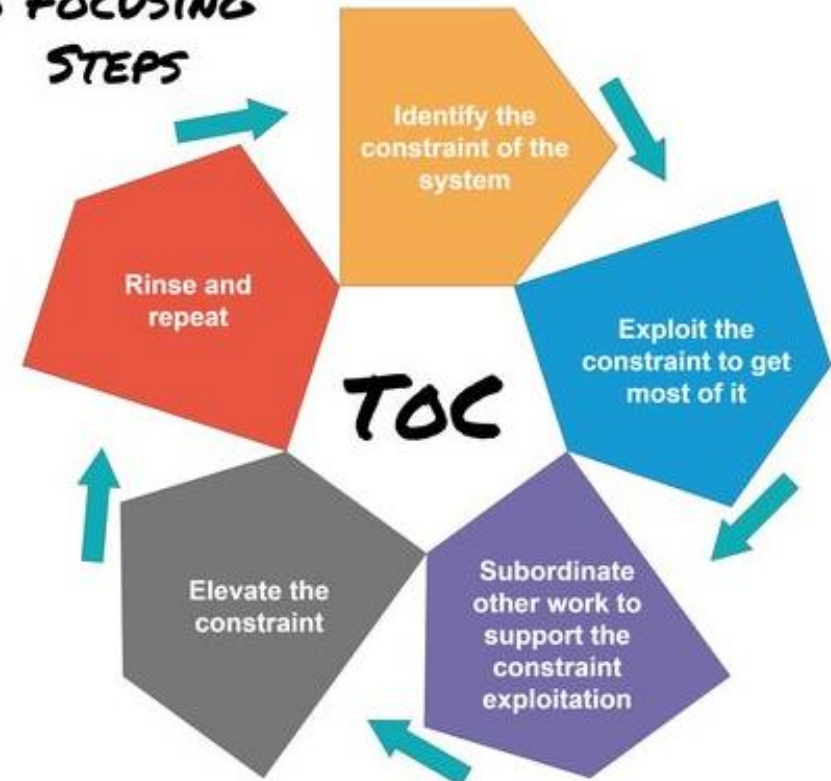 FOCUSING
STEPS
Identify the
constraint of the
system
Exploit the
constraint to get
most of it
Subordinate
other work to
support the
constraint
exploitation
Elevate the
constraint
Rinse and
repeat
TOC